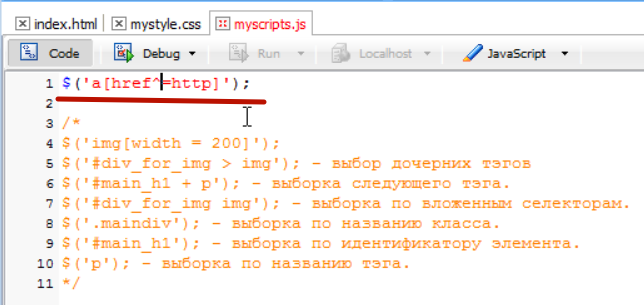 index.html mystyle.css myscripts.js
Code Debug Run Localhost JavaScript
1 $('a[href^=http]');
2
3 /*
4 $('img[width = 200]');
5 $('#div_for_img > img'); - выбор дочерних тэгов
6 $('#main_h1 + p'); - выборка следующего тэга.
7 $('#div_for_img img'); - выборка по вложенным селекторам.
8 $('.maindiv'); - выборка по названию класса.
9 $('#main_h1'); - выборка по идентификатору элемента.
10 $('p'); - выборка по названию тэга.
11 */